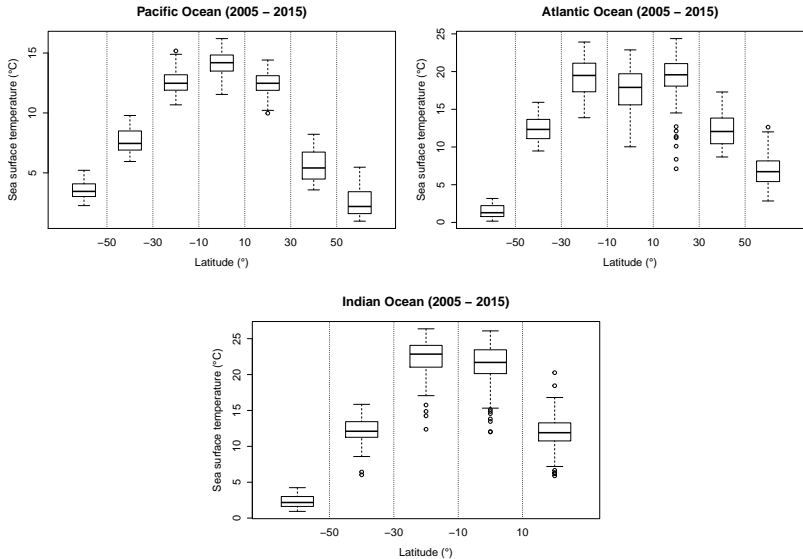 Pacific Ocean (2005 − 2015)
Sea surface temperature (°C)
15
10
5
−50 −30 −10 10 30 50
Latitude (°)
Atlantic Ocean (2005 − 2015)
Sea surface temperature (°C)
25
20
15
10
5
0
−50 −30 −10 10 30 50
Latitude (°)
Indian Ocean (2005 − 2015)
Sea surface temperature (°C)
25
20
15
10
5
0
−50 −30 −10 10
Latitude (°)